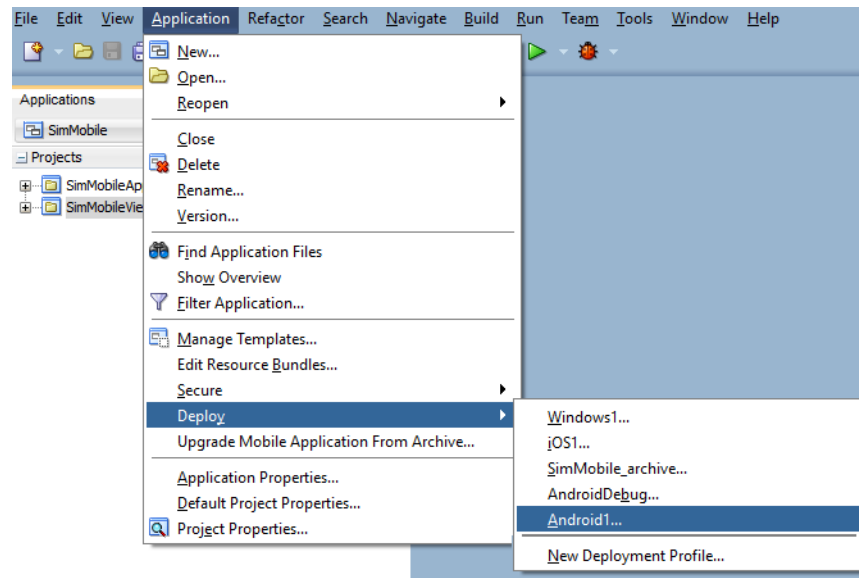 File Edit View Application Refactor Search Navigate Build Run Team Tools Window Help
New...
Open...
Reopen
Applications
SimMobile
Projects
SimMobileAp
SimMobileVie
Close
Delete
Rename...
Version...
Find Application Files
Show Overview
Filter Application...
Manage Templates...
Edit Resource Bundles...
Secure
Deploy
Upgrade Mobile Application From Archive...
Application Properties...
Default Project Properties...
Project Properties...
Windows1...
iOS1...
SimMobile_archive...
AndroidDebug...
Android1...
New Deployment Profile...